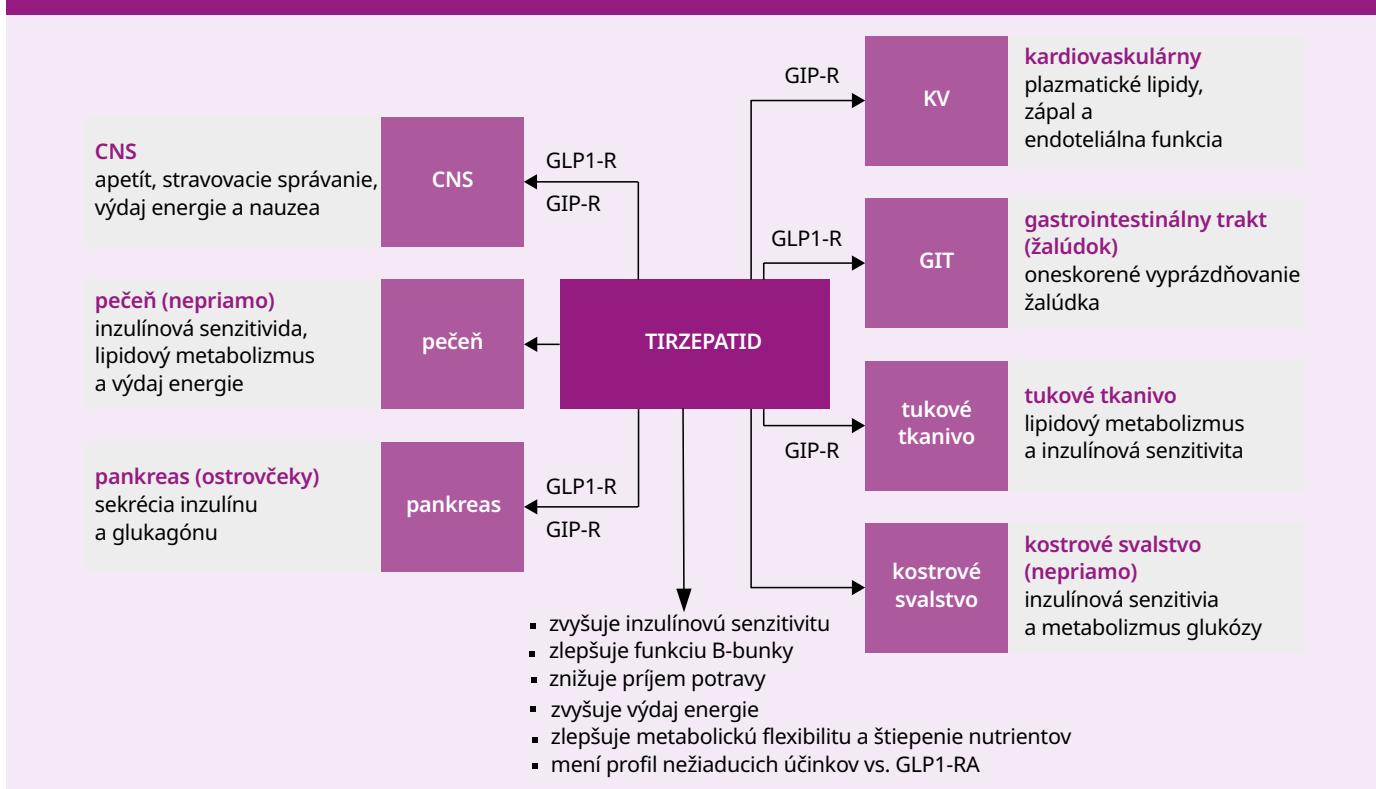 CNS
apetít, stravovacie správanie,
výdaj energie a nauzea
CNS
GLP1-R
GIP-R
pečeň (nepriamo)
inzulínová senzitivida,
lipidový metabolizmus
a výdaj energie
pečeň
pankreas (ostrovčeky)
sekrécia inzulínu
a glukagónu
pankreas
GLP1-R
GIP-R
TIRZEPATID
GIP-R
KV
kardiovaskulárny
plazmatické lipidy,
zápal a
endoteliálna funkcia
GLP1-R
GIT
gastrointestinálny trakt
(žalúdok)
oneskorené vyprázdňovanie
žalúdka
GIP-R
tukové
tkanivo
tukové tkanivo
lipidový metabolizmus
a inzulínová senzitivita
kostrové
svalstvo
kostrové svalstvo
(nepriamo)
inzulínová senzitivia
a metabolizmus glukózy
▪ zvyšuje inzulínovú senzitivitu
▪ zlepšuje funkciu B-bunky
▪ znižuje príjem potravy
▪ zvyšuje výdaj energie
▪ zlepšuje metabolickú flexibilitu a štiepenie nutrientov
▪ mení profil nežiaducich účinkov vs. GLP1-RA